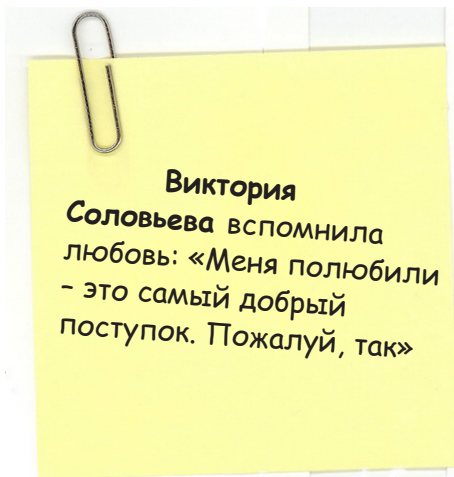 Виктория
Соловьева вспомнила
любовь: «Меня полюбили
– это самый добрый
поступок. Пожалуй, так»